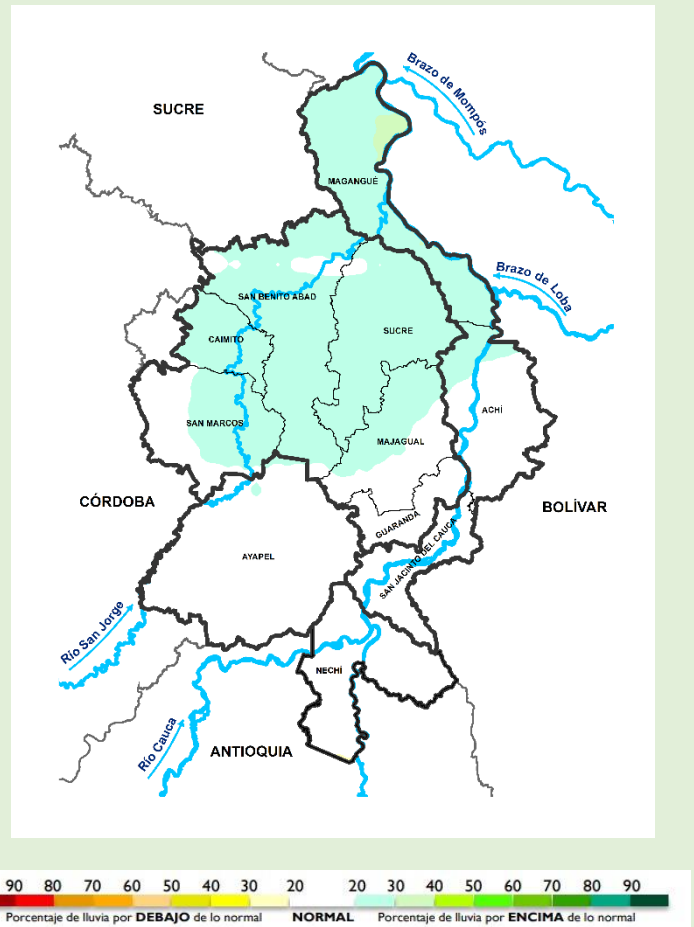 Brazo de Mompós
SUCRE
MAGANGUÉ
Brazo de Loba
SAN BENITO ABAD
SUCRE
CAIMITO
ACHÍ
SAN MARCOS
MAJAGUAL
CÓRDOBA
BOLÍVAR
GUARANDA
AYAPEL
SAN JACINTO DEL CAUCA
Río San Jorge
NECHÍ
Río Cauca
ANTIOQUIA
90 80 70 60 50 40 30 20 20 30 40 50 60 70 80 90
Porcentaje de lluvia por DEBAJO de lo normal NORMAL Porcentaje de lluvia por ENCIMA de lo normal